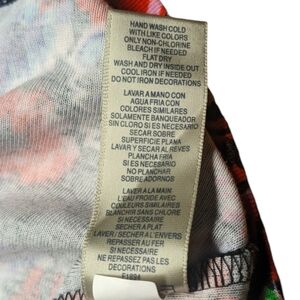 HAND WASH COLD
WITH LIKE COLORS
ONLY NON-CHLORINE
BLEACH IF NEEDED
FLAT DRY
WASH AND DRY INSIDE OUT
COOL IRON IF NEEDED
DO NOT IRON DECORATIONS
LAVAR A MANO CON
AGUA FRIA CON
COLORES SIMILARES
SOLAMENTE BANQUEADOR
SIN CLORO SI ES NECESARIO
SECAR SOBRE
SUPERFICIE PLANA
LAVAR Y SECAR AL REVES
PLANCHA FRIA
SI ES NECESARIO
NO PLANCHAR
SOBRE ADORNOS
LAVER A LA MAIN
L'EAU FROIDE AVEC
COULEURS SIMILAIRES
BLANCHIR SANS CHLORE
SI NECESSAIRE
SECHER A PLAT
LAVER / SECHER A L'ENVERS
REPASSER AU FER
SI NECESSAIRE
NE REPASSEZ PAS LES
DECORATIONS